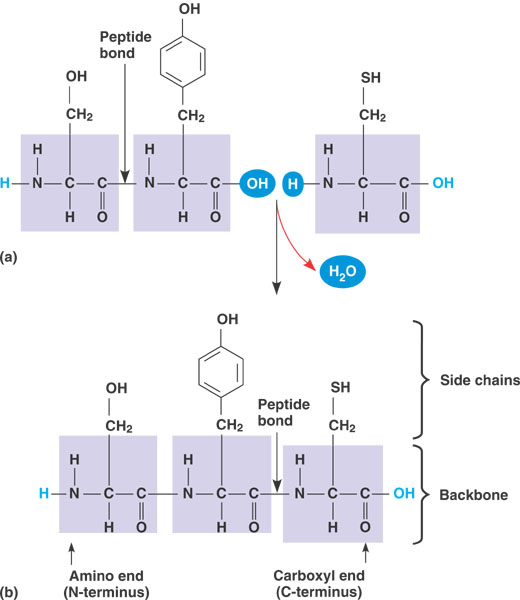 OH
Peptide
bond
OH
SH
CH₂
CH₂
CH₂
H
H
H
H N C C N C C OH H N C C OH
H O H O H O
(a)
H₂O
OH
Side chains
OH
SH
Peptide
bond
CH₂
CH₂
CH₂
H
H
H
H N C C N C C N C C OH
Backbone
H O H O H O
Amino end
(N-terminus)
Carboxyl end
(C-terminus)
(b)